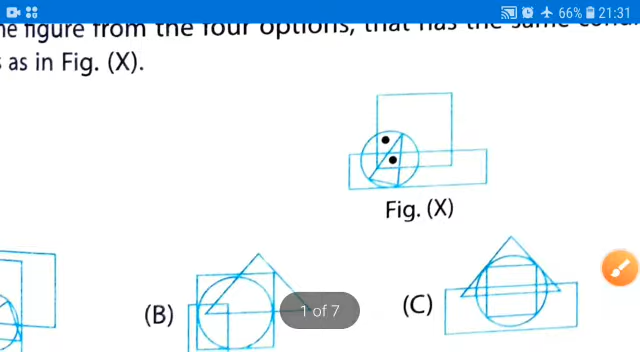 66% 21:31
figure from the four options, that has the same
as in Fig. (X).
Fig. (X)
(B)
1 of 7
(C)